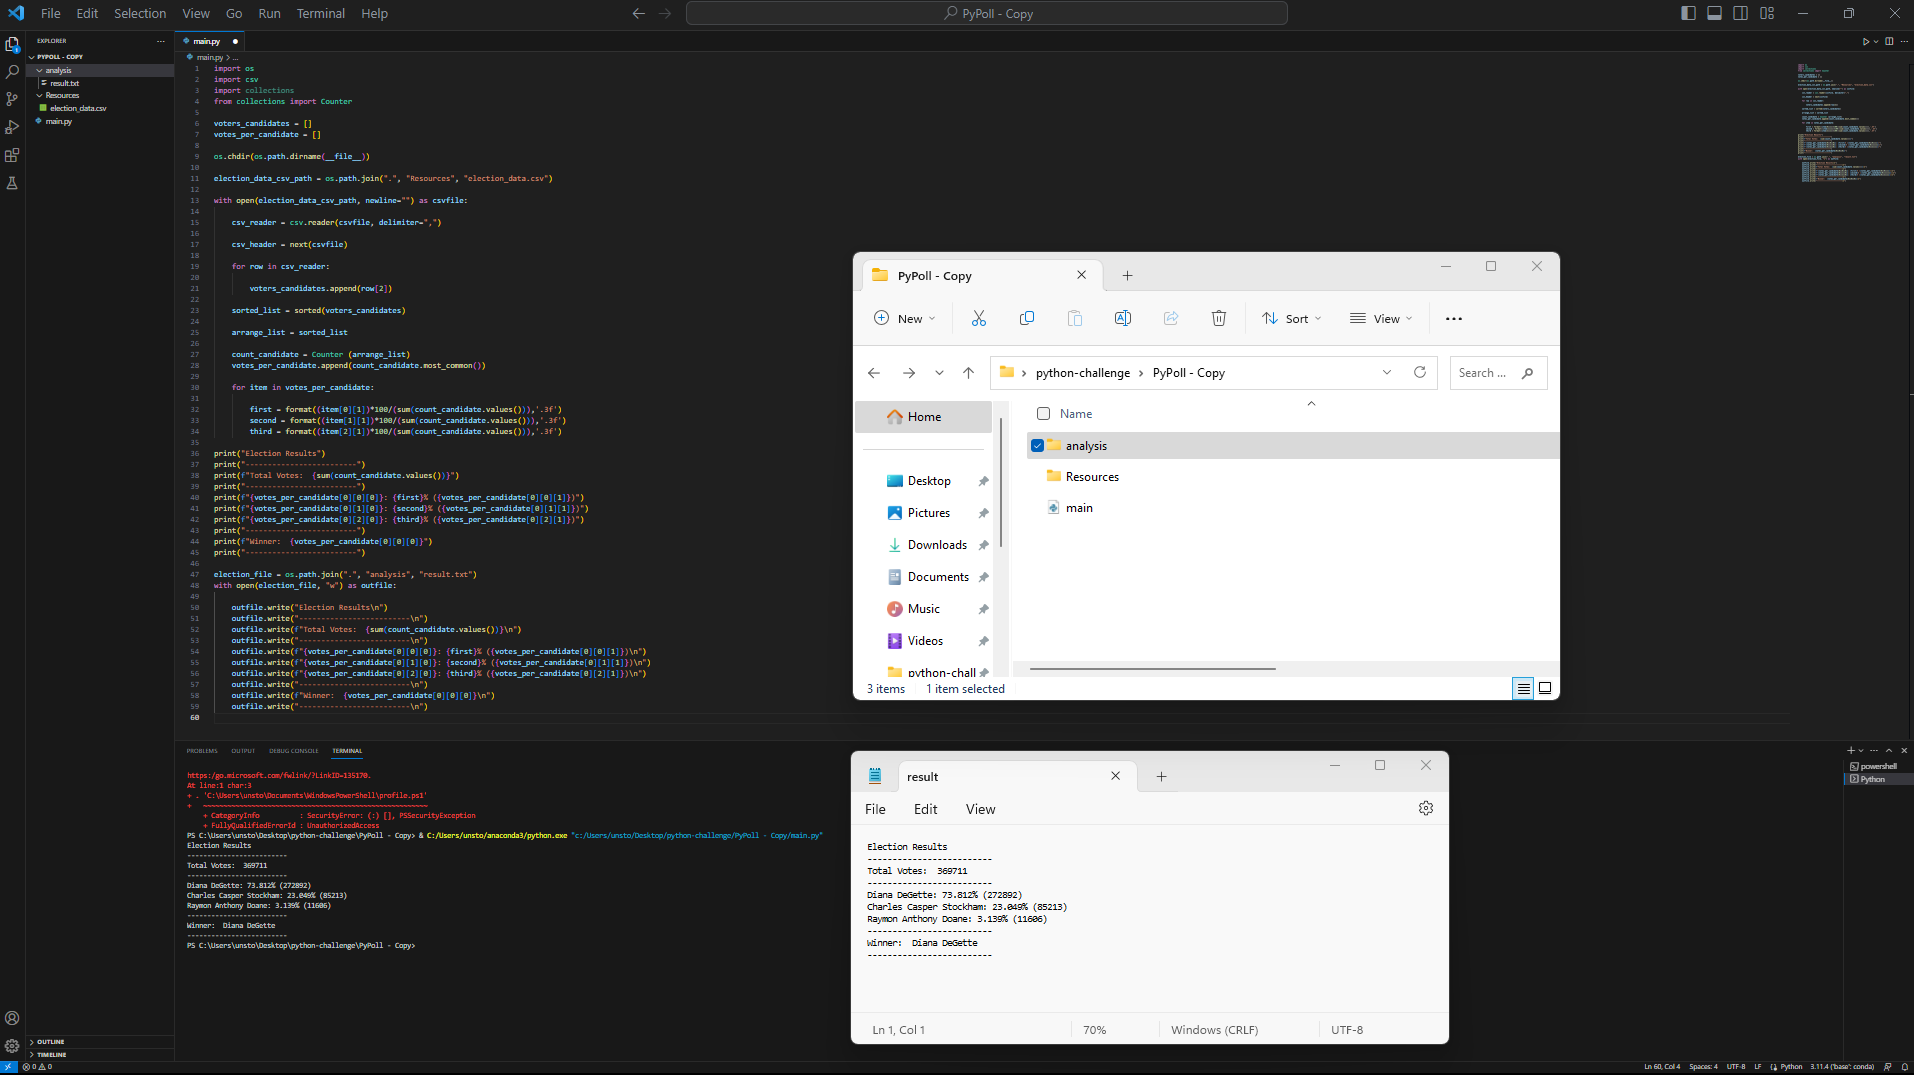 File Edit Selection View Go Run Terminal Help
PyPoll - Copy
EXPLORER
PYPOLL - COPY
analysis
result.txt
Resources
election_data.csv
main.py
OUTLINE
TIMELINE
main.py
main.py > ...
1 import os
2 import csv
3 import collections
4 from collections import Counter
5
6 voters_candidates = []
7 votes_per_candidate = []
8
9 os.chdir(os.path.dirname(__file__))
10
11 election_data_csv_path = os.path.join(".", "Resources", "election_data.csv")
12
13 with open(election_data_csv_path, newline="") as csvfile:
14
15 csv_reader = csv.reader(csvfile, delimiter=",")
16
17 csv_header = next(csvfile)
18
19 for row in csv_reader:
20
21 voters_candidates.append(row[2])
22
23 sorted_list = sorted(voters_candidates)
24
25 arrange_list = sorted_list
26
27 count_candidate = Counter (arrange_list)
28 votes_per_candidate.append(count_candidate.most_common())
29
30 for item in votes_per_candidate:
31
32 first = format((item[0][1])*100/(sum(count_candidate.values())),'.3f')
33 second = format((item[1][1])*100/(sum(count_candidate.values())),'.3f')
34 third = format((item[2][1])*100/(sum(count_candidate.values())),'.3f')
35
36 print("Election Results")
37 print("-------------------------")
38 print(f"Total Votes:  {sum(count_candidate.values())}")
39 print("-------------------------")
40 print(f"{votes_per_candidate[0][0][0]}: {first}% ({votes_per_candidate[0][0][1]})")
41 print(f"{votes_per_candidate[0][1][0]}: {second}% ({votes_per_candidate[0][1][1]})")
42 print(f"{votes_per_candidate[0][2][0]}: {third}% ({votes_per_candidate[0][2][1]})")
43 print("-------------------------")
44 print(f"Winner:  {votes_per_candidate[0][0][0]}")
45 print("-------------------------")
46
47 election_file = os.path.join(".", "analysis", "result.txt")
48 with open(election_file, "w") as outfile:
49
50 outfile.write("Election Results\n")
51 outfile.write("-------------------------\n")
52 outfile.write(f"Total Votes:  {sum(count_candidate.values())}\n")
53 outfile.write("-------------------------\n")
54 outfile.write(f"{votes_per_candidate[0][0][0]}: {first}% ({votes_per_candidate[0][0][1]})\n")
55 outfile.write(f"{votes_per_candidate[0][1][0]}: {second}% ({votes_per_candidate[0][1][1]})\n")
56 outfile.write(f"{votes_per_candidate[0][2][0]}: {third}% ({votes_per_candidate[0][2][1]})\n")
57 outfile.write("-------------------------\n")
58 outfile.write(f"Winner:  {votes_per_candidate[0][0][0]}\n")
59 outfile.write("-------------------------\n")
60
PyPoll - Copy
New Sort View
python-challenge > PyPoll - Copy
Search ...
Home
Desktop
Pictures
Downloads
Documents
Music
Videos
python-chall
Name
analysis
Resources
main
3 items 1 item selected
PROBLEMS OUTPUT DEBUG CONSOLE TERMINAL
https:/go.microsoft.com/fwlink/?LinkID=135170.
At line:1 char:3
+ . 'C:\Users\unsto\Documents\WindowsPowerShell\profile.ps1'
+ ~~~~~~~~~~~~~~~~~~~~~~~~~~~~~~~~~~~~~~~~~~~~~~~~~~~~~~~~
+ CategoryInfo : SecurityError: (:) [], PSSecurityException
+ FullyQualifiedErrorId : UnauthorizedAccess
PS C:\Users\unsto\Desktop\python-challenge\PyPoll - Copy> & C:/Users/unsto/anaconda3/python.exe "c:/Users/unsto/Desktop/python-challenge/PyPoll - Copy/main.py"
Election Results
-------------------------
Total Votes:  369711
-------------------------
Diana DeGette: 73.812% (272892)
Charles Casper Stockham: 23.049% (85213)
Raymon Anthony Doane: 3.139% (11606)
-------------------------
Winner:  Diana DeGette
-------------------------
PS C:\Users\unsto\Desktop\python-challenge\PyPoll - Copy>
powershell
Python
result
File Edit View
Election Results
-------------------------
Total Votes:  369711
-------------------------
Diana DeGette: 73.812% (272892)
Charles Casper Stockham: 23.049% (85213)
Raymon Anthony Doane: 3.139% (11606)
-------------------------
Winner:  Diana DeGette
-------------------------
Ln 1, Col 1 70% Windows (CRLF) UTF-8
0 0
Ln 60, Col 4 Spaces: 4 UTF-8 LF Python 3.11.4 ('base': conda)